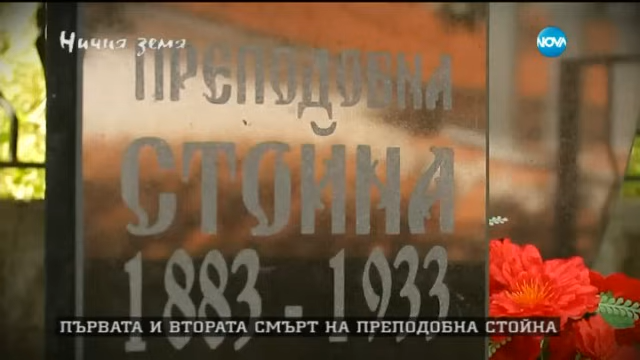 Ничия земя
NOVA
ПРЕПОДОБНА
СТОЙНА
1883 - 1933
ПЪРВАТА И ВТОРАТА СМЪРТ НА ПРЕПОДОБНА СТОЙНА